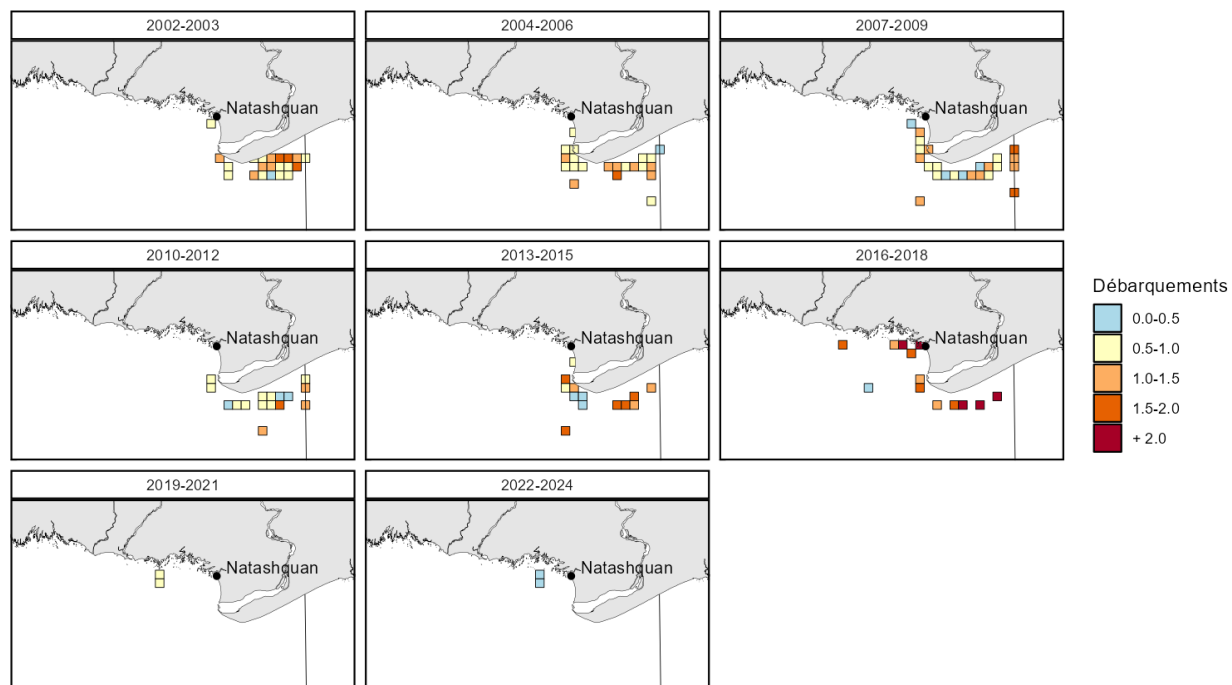 2002-2003
Natashquan
2004-2006
Natashquan
2007-2009
Natashquan
2010-2012
Natashquan
2013-2015
Natashquan
2016-2018
Natashquan
Débarquements
0.0-0.5
0.5-1.0
1.0-1.5
1.5-2.0
+ 2.0
2019-2021
Natashquan
2022-2024
Natashquan